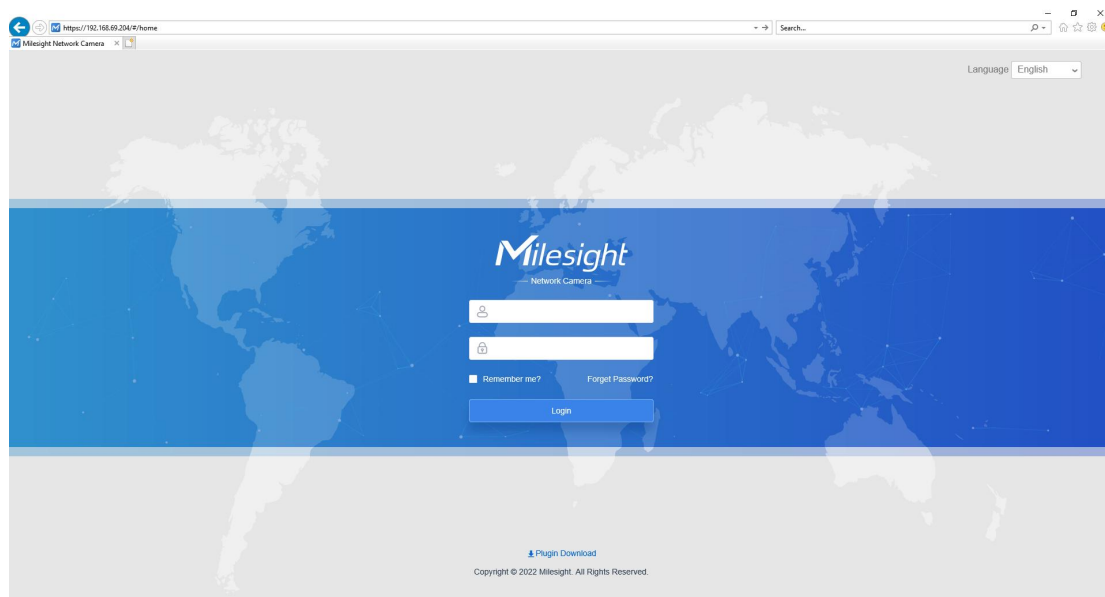 https://192.168.69.204/#/home
Search...
Milesight Network Camera
Language English
Milesight
Network Camera
Remember me? Forget Password?
Login
Plugin Download
Copyright © 2022 Milesight. All Rights Reserved.